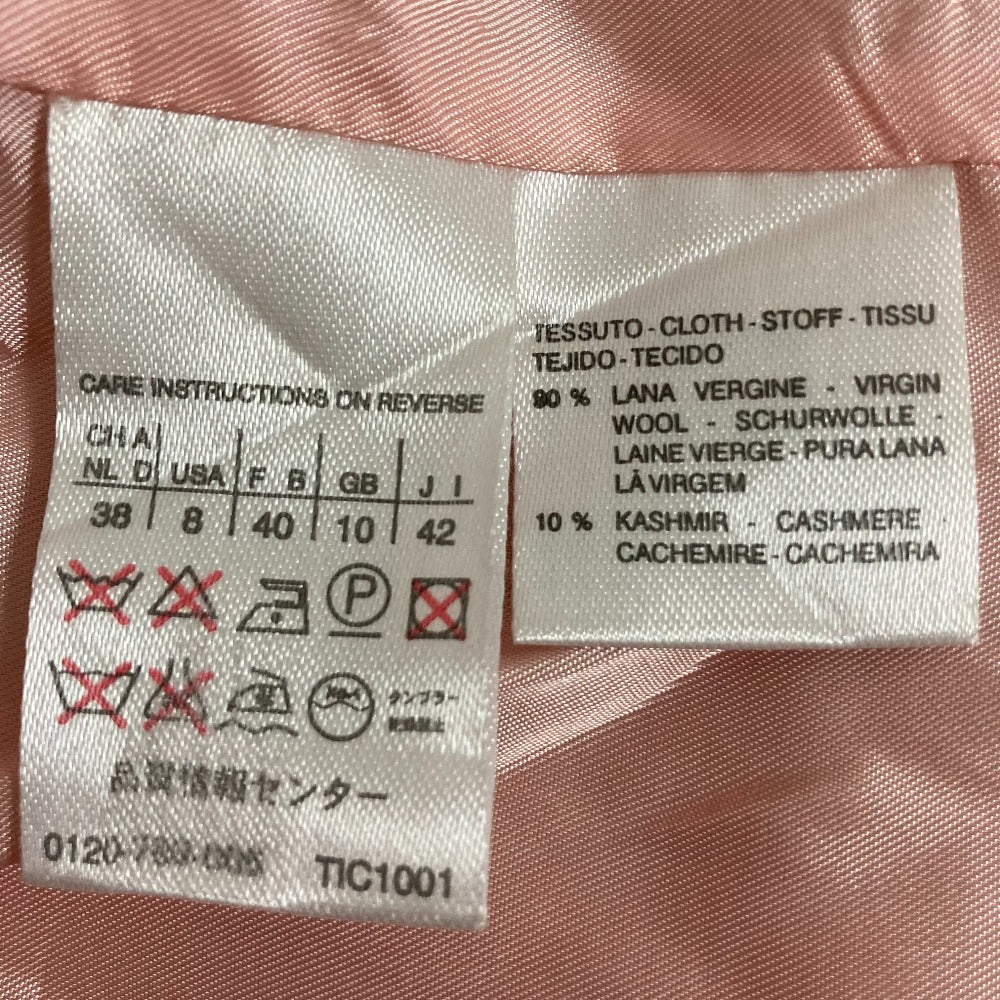 CARE INSTRUCTIONS ON REVERSE
CH A
NL D USA F B GB J I
38 8 40 10 42
P
タンブラー
乾燥禁止
品質情報センター
TIC1001
TESSUTO - CLOTH - STOFF - TISSU
TEJIDO - TECIDO
90 % LANA VERGINE - VIRGIN
WOOL - SCHURWOLLE -
LAINE VIERGE - PURA LANA
LÀ VIRGEM
10 % KASHMIR - CASHMERE -
CACHEMIRE - CACHEMIRA